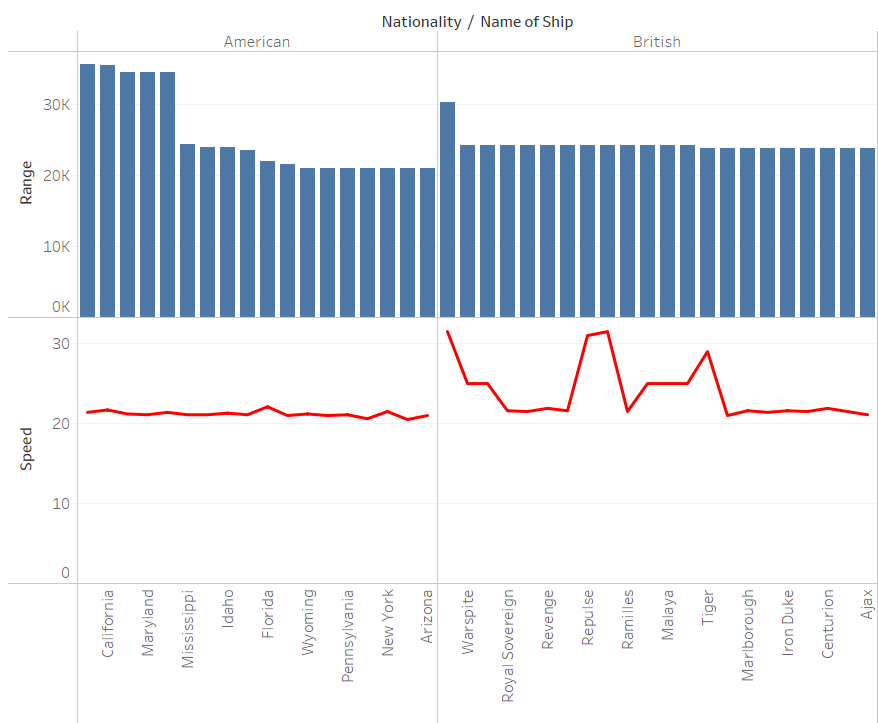 Nationality / Name of Ship
American
British
Range
30K
20K
10K
0K
Speed
30
20
10
0
California
Maryland
Mississippi
Idaho
Florida
Wyoming
Pennsylvania
New York
Arizona
Warspite
Royal Sovereign
Revenge
Repulse
Ramilles
Malaya
Tiger
Marlborough
Iron Duke
Centurion
Ajax